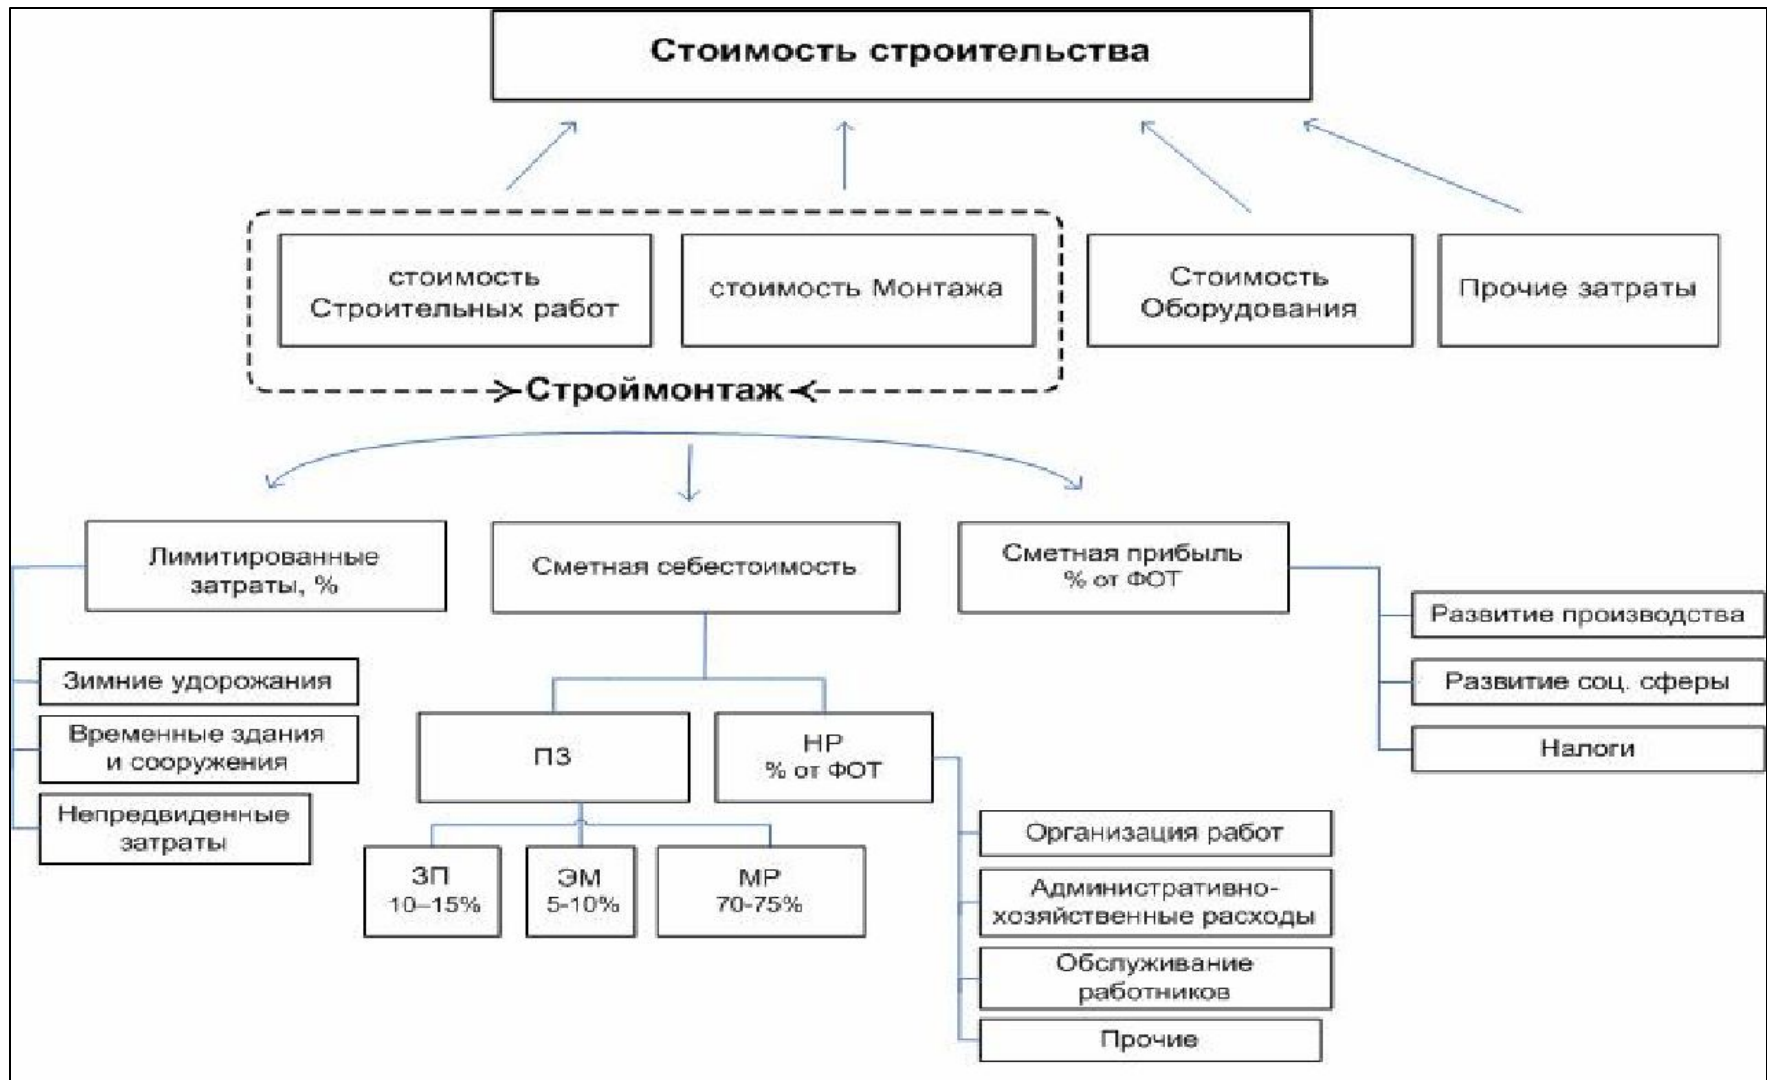 Стоимость строительства
стоимость
Строительных работ
стоимость Монтажа
Стоимость
Оборудования
Прочие затраты
Строймонтаж
Лимитированные
затраты, %
Сметная себестоимость
Сметная прибыль
% от ФОТ
Зимние удорожания
Временные здания
и сооружения
Непредвиденные
затраты
ПЗ
НР
% от ФОТ
ЗП
10–15%
ЭМ
5-10%
МР
70-75%
Организация работ
Административно-
хозяйственные расходы
Обслуживание
работников
Прочие
Развитие производства
Развитие соц. сферы
Налоги